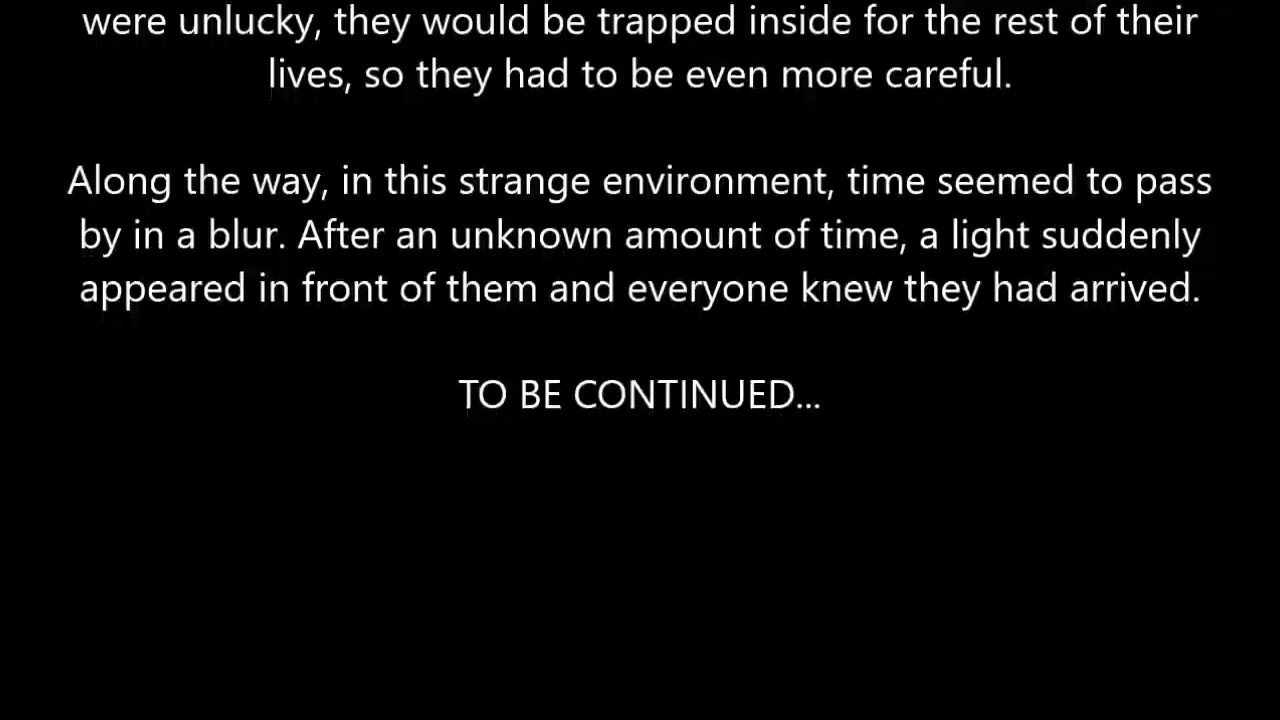 were unlucky, they would be trapped inside for the rest of their
lives, so they had to be even more careful.
Along the way, in this strange environment, time seemed to pass
by in a blur. After an unknown amount of time, a light suddenly
appeared in front of them and everyone knew they had arrived.
TO BE CONTINUED...